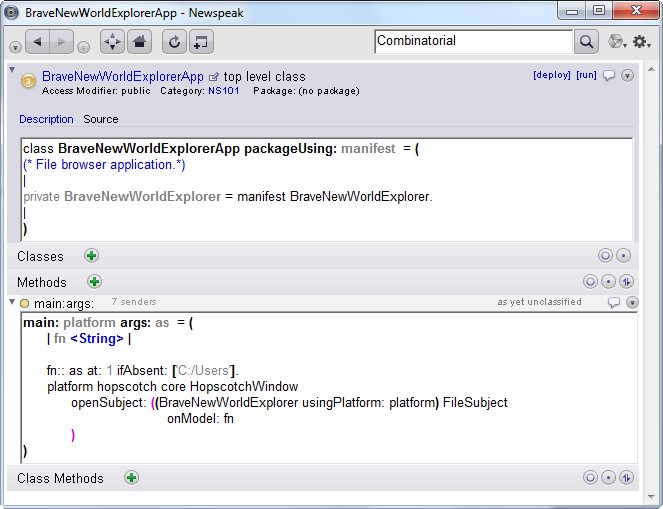 BraveNewWorldExplorerApp - Newspeak
Combinatorial
BraveNewWorldExplorerApp top level class [deploy] [run]
Access Modifier: public Category: NS101 Package: (no package)
Description Source
class BraveNewWorldExplorerApp packageUsing: manifest = (
(* File browser application.*)
|
private BraveNewWorldExplorer = manifest BraveNewWorldExplorer.
|
)
Classes
Methods
main:args: 7 senders as yet unclassified
main: platform args: as = (
| fn <String> |
fn:: as at: 1 ifAbsent: ['C:/Users'].
platform hopscotch core HopscotchWindow
openSubject: ((BraveNewWorldExplorer usingPlatform: platform) FileSubject
onModel: fn
)
)
Class Methods